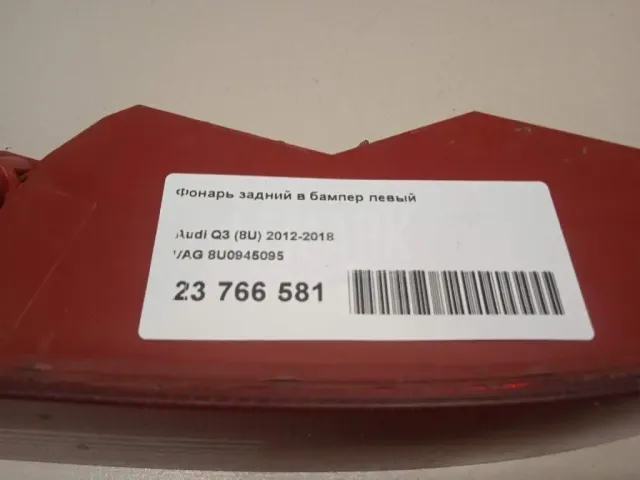 Фонарь задний в бампер левый
Audi Q3 (8U) 2012-2018
VAG 8U0945095
23 766 581